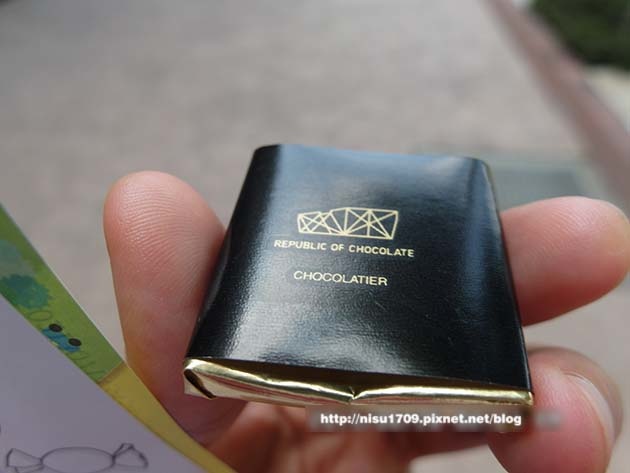 REPUBLIC OF CHOCOLATE
CHOCOLATIER
http://nisu1709.pixnet.net/blog